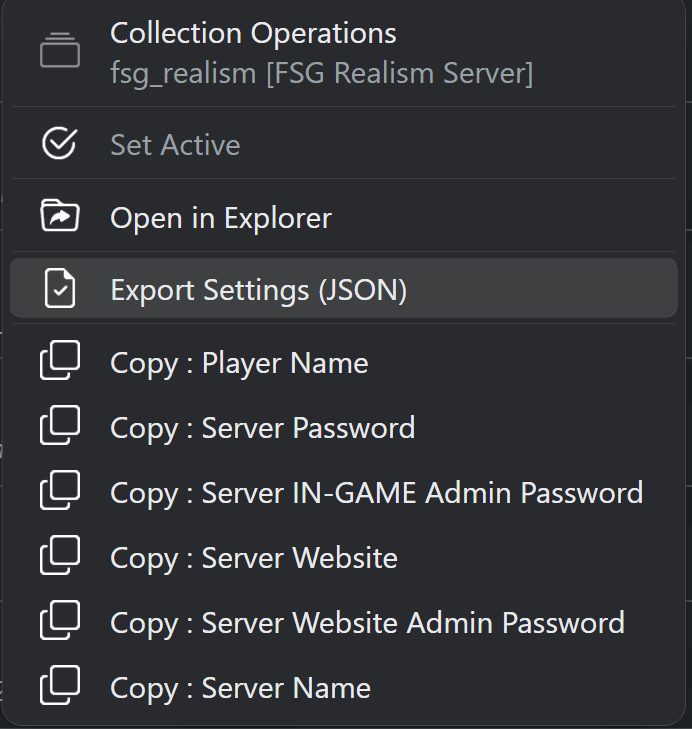 Collection Operations
fsg_realism [FSG Realism Server]
Set Active
Open in Explorer
Export Settings (JSON)
Copy : Player Name
Copy : Server Password
Copy : Server IN-GAME Admin Password
Copy : Server Website
Copy : Server Website Admin Password
Copy : Server Name